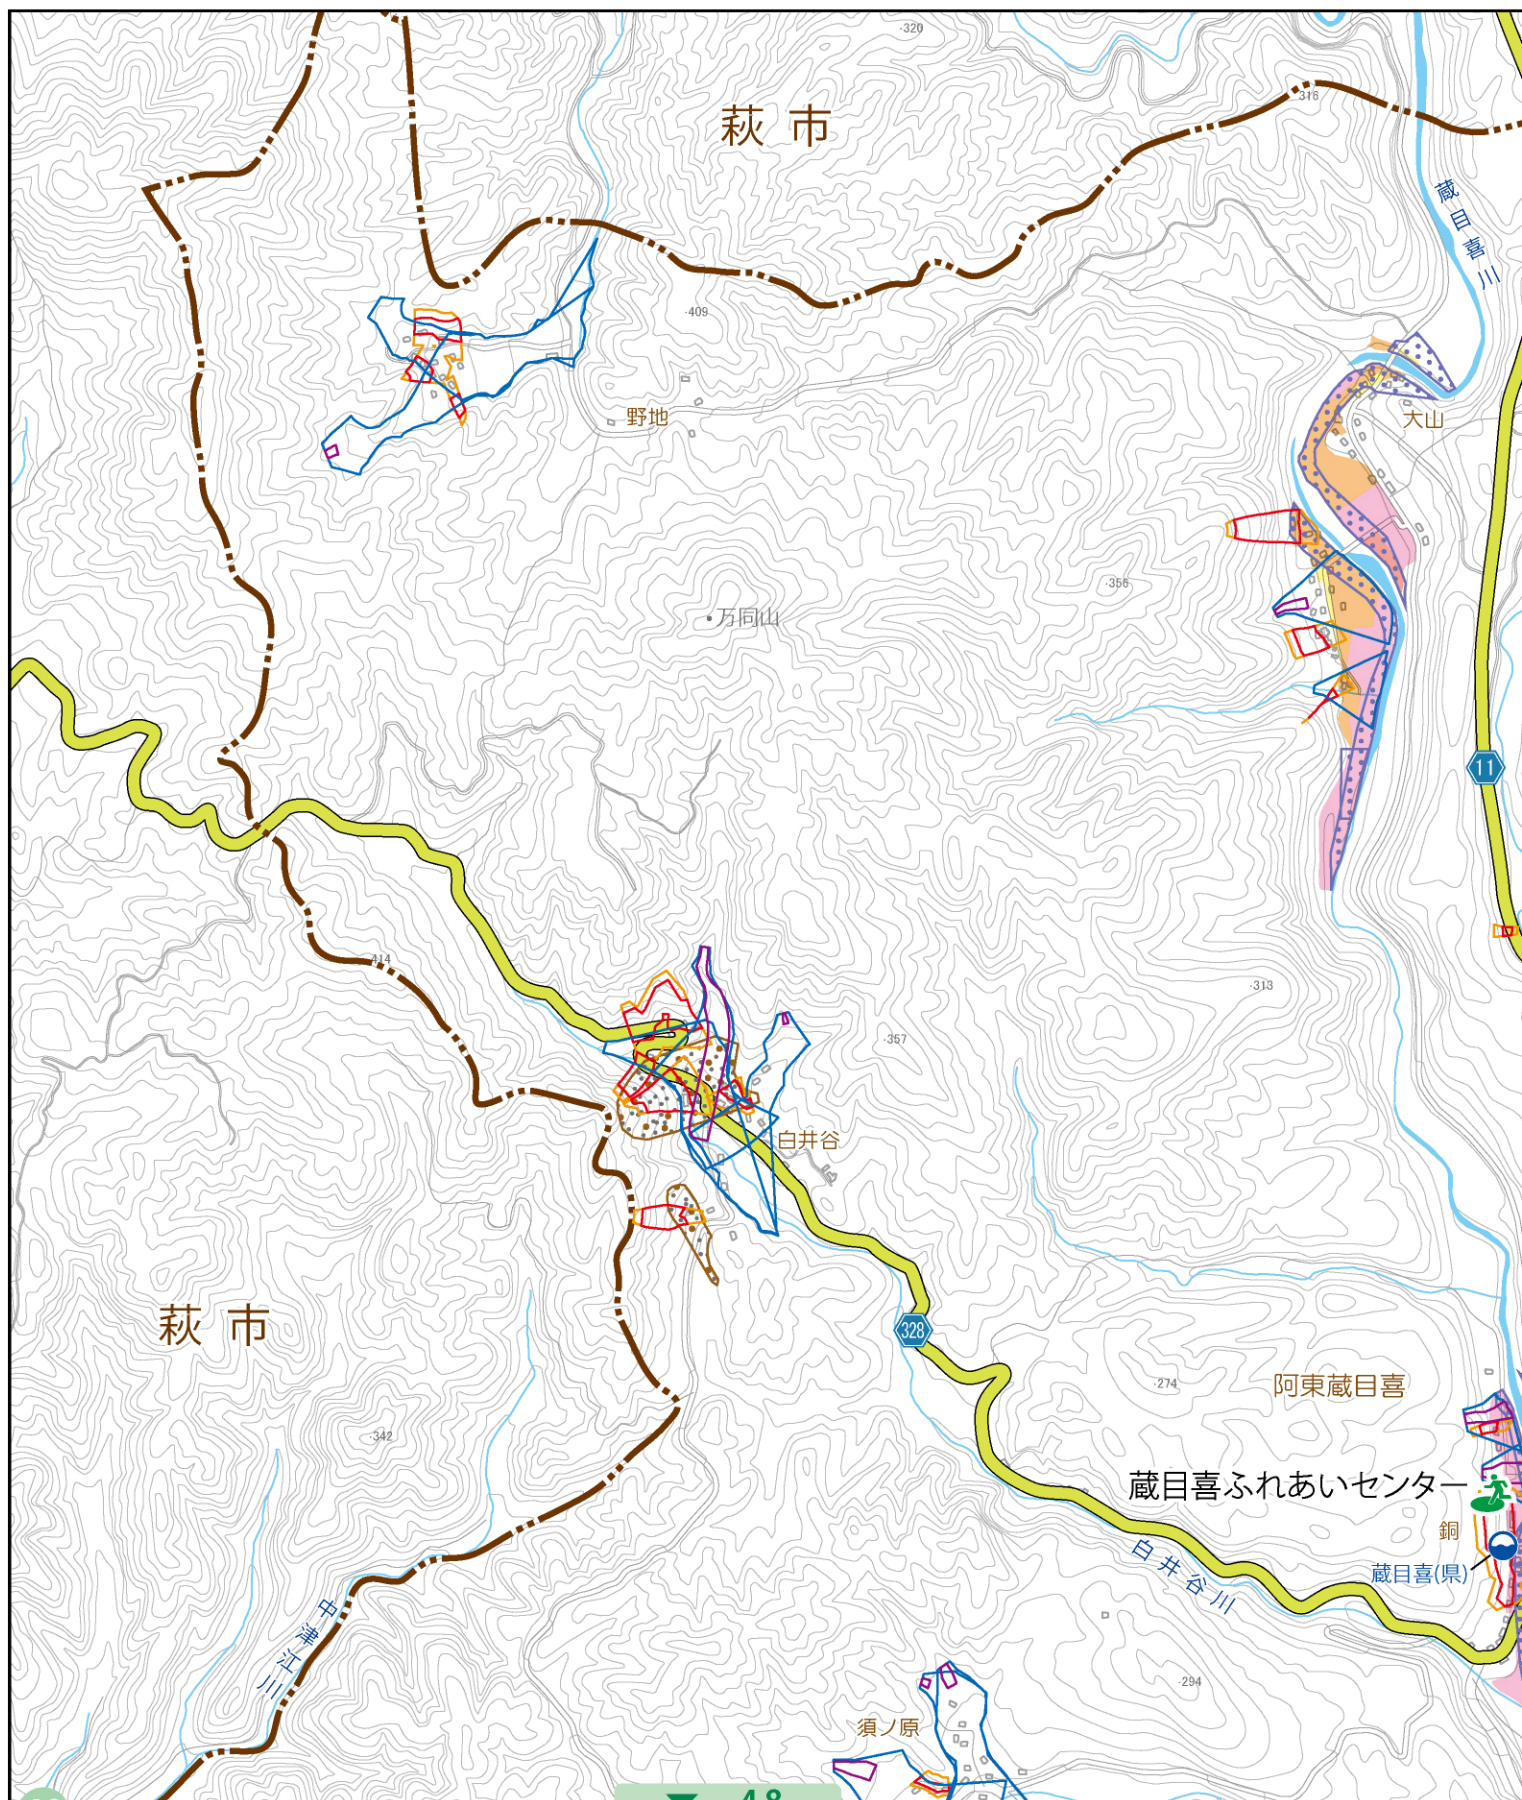 ·320
萩市
316
蔵目喜川
·409
野地
大山
·356
・万同山
11
414
·313
·357
白井谷
萩市
328
·274
阿東蔵目喜
·342
蔵目喜ふれあいセンター
銅
蔵目喜(県)
白井谷川
中津江川
·294
須ノ原
▼ 48